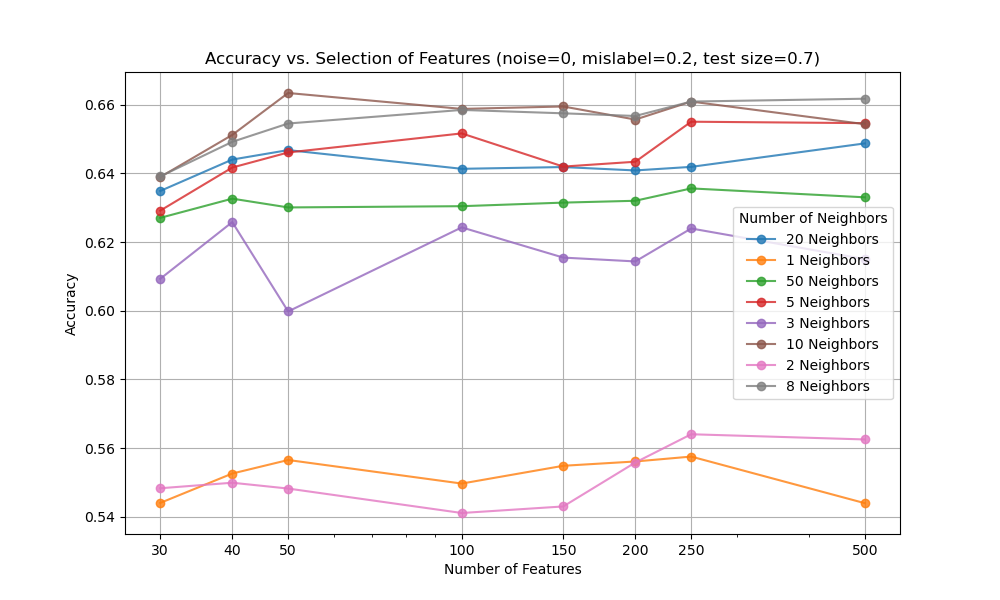 Accuracy vs. Selection of Features (noise=0, mislabel=0.2, test size=0.7)
0.66
0.64
0.62
0.60
0.58
0.56
0.54
Accuracy
Number of Neighbors
20 Neighbors
1 Neighbors
50 Neighbors
5 Neighbors
3 Neighbors
10 Neighbors
2 Neighbors
8 Neighbors
30 40 50 100 150 200 250 500
Number of Features